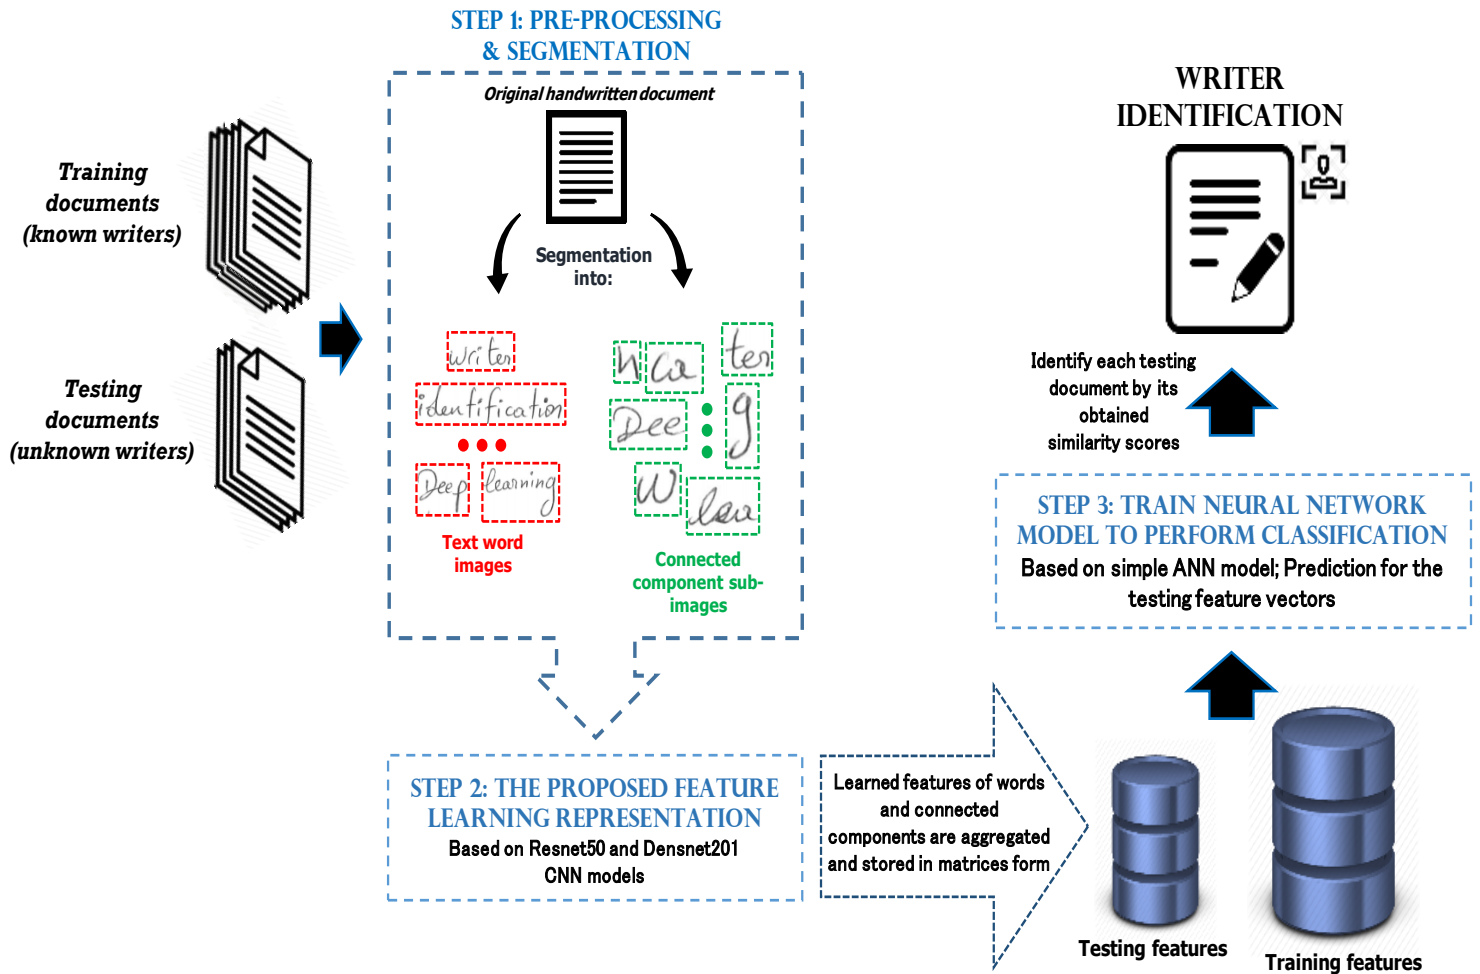 STEP 1: PRE-PROCESSING
& SEGMENTATION
Original handwritten document
Training
documents
(known writers)
Segmentation
into:
Testing
documents
(unknown writers)
writer
identification
Deep
learning
Text word
images
n
Ca
ter
Dee
g
W
lear
Connected
component sub-
images
STEP 2: THE PROPOSED FEATURE
LEARNING REPRESENTATION
Based on Resnet50 and Densnet201
CNN models
Learned features of words
and connected
components are aggregated
and stored in matrices form
Testing features
Training features
STEP 3: TRAIN NEURAL NETWORK
MODEL TO PERFORM CLASSIFICATION
Based on simple ANN model; Prediction for the
testing feature vectors
Identify each testing
document by its
obtained
similarity scores
WRITER
IDENTIFICATION